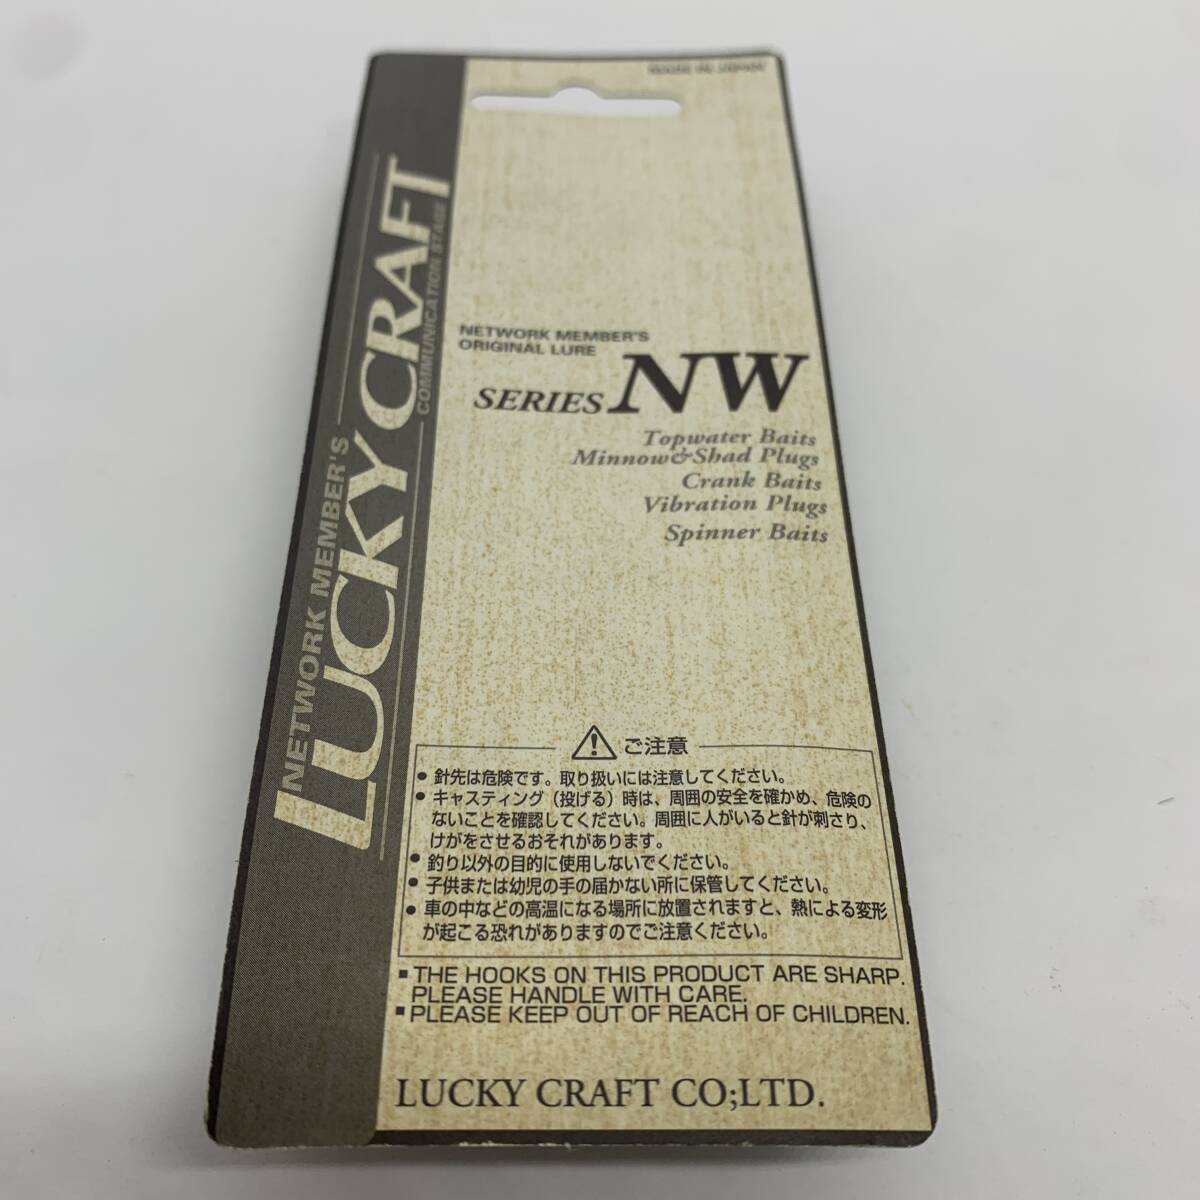 MADE IN JAPAN
NETWORK MEMBER'S
LUCKY CRAFT
COMMUNICATION STAGE
NETWORK MEMBER'S
ORIGINAL LURE
SERIES NW
Topwater Baits
Minnow&Shad Plugs
Crank Baits
Vibration Plugs
Spinner Baits
ご注意
• 針先は危険です。取り扱いには注意してください。
• キャスティング（投げる）時は、周囲の安全を確かめ、危険の
ないことを確認してください。周囲に人がいると針が刺さり、
けがをさせるおそれがあります。
• 釣り以外の目的に使用しないでください。
• 子供または幼児の手の届かない所に保管してください。
• 車の中などの高温になる場所に放置されますと、熱による変形
が起こる恐れがありますのでご注意ください。
▪ THE HOOKS ON THIS PRODUCT ARE SHARP.
PLEASE HANDLE WITH CARE.
▪ PLEASE KEEP OUT OF REACH OF CHILDREN.
LUCKY CRAFT CO;LTD.